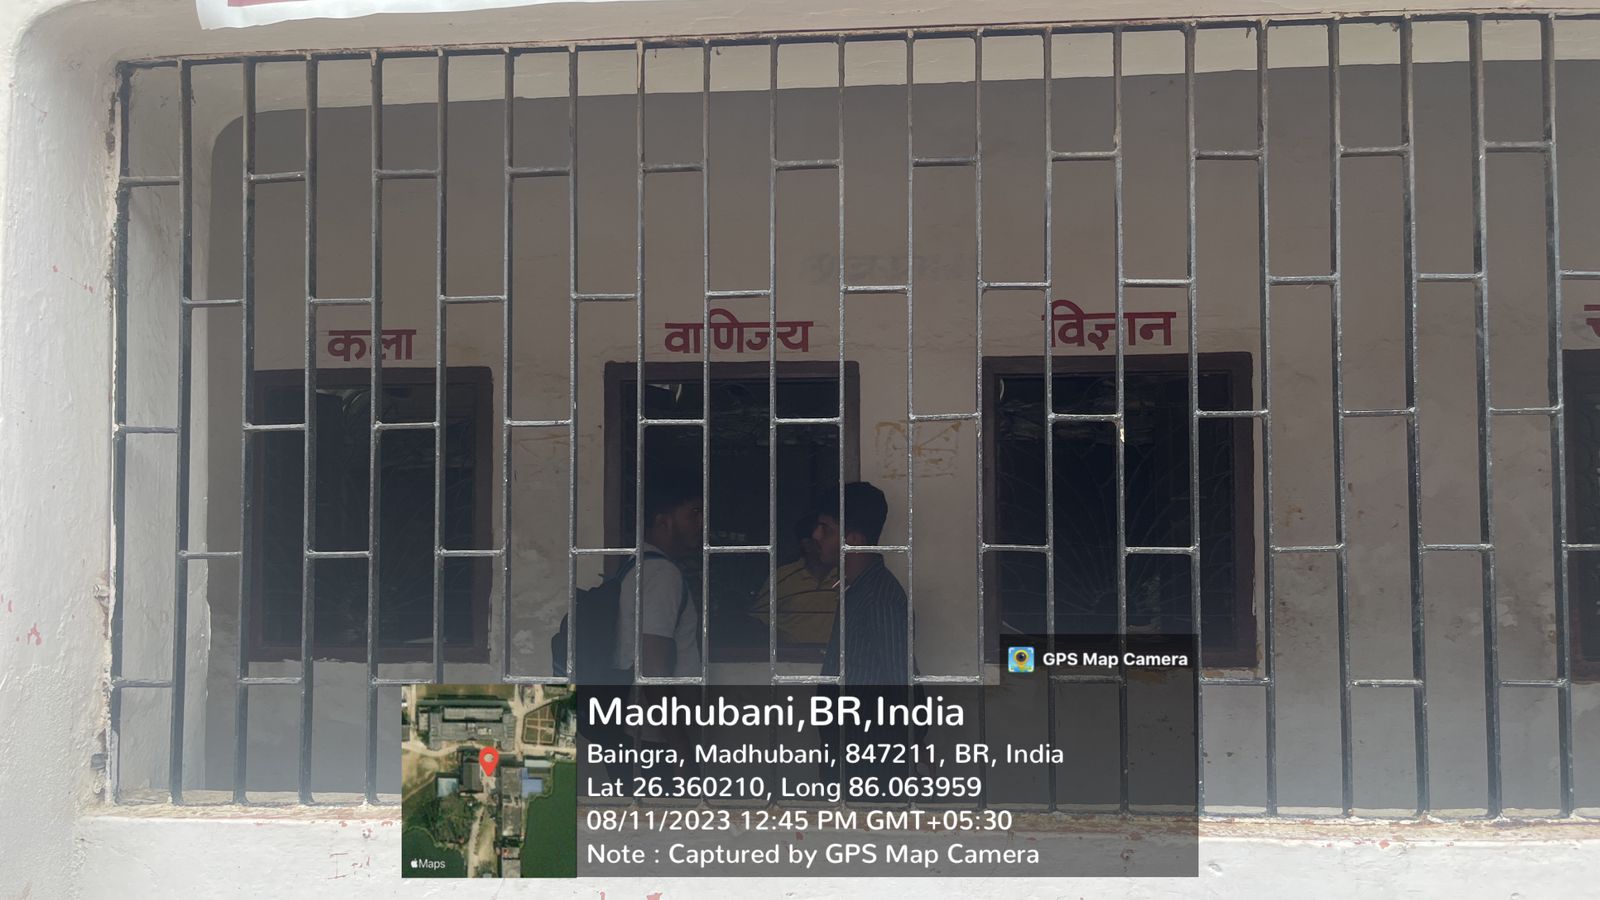 कला
वाणिज्य
विज्ञान
GPS Map Camera
Madhubani,BR,India
Baingra, Madhubani, 847211, BR, India
Lat 26.360210, Long 86.063959
08/11/2023 12:45 PM GMT+05:30
Note : Captured by GPS Map Camera
Maps